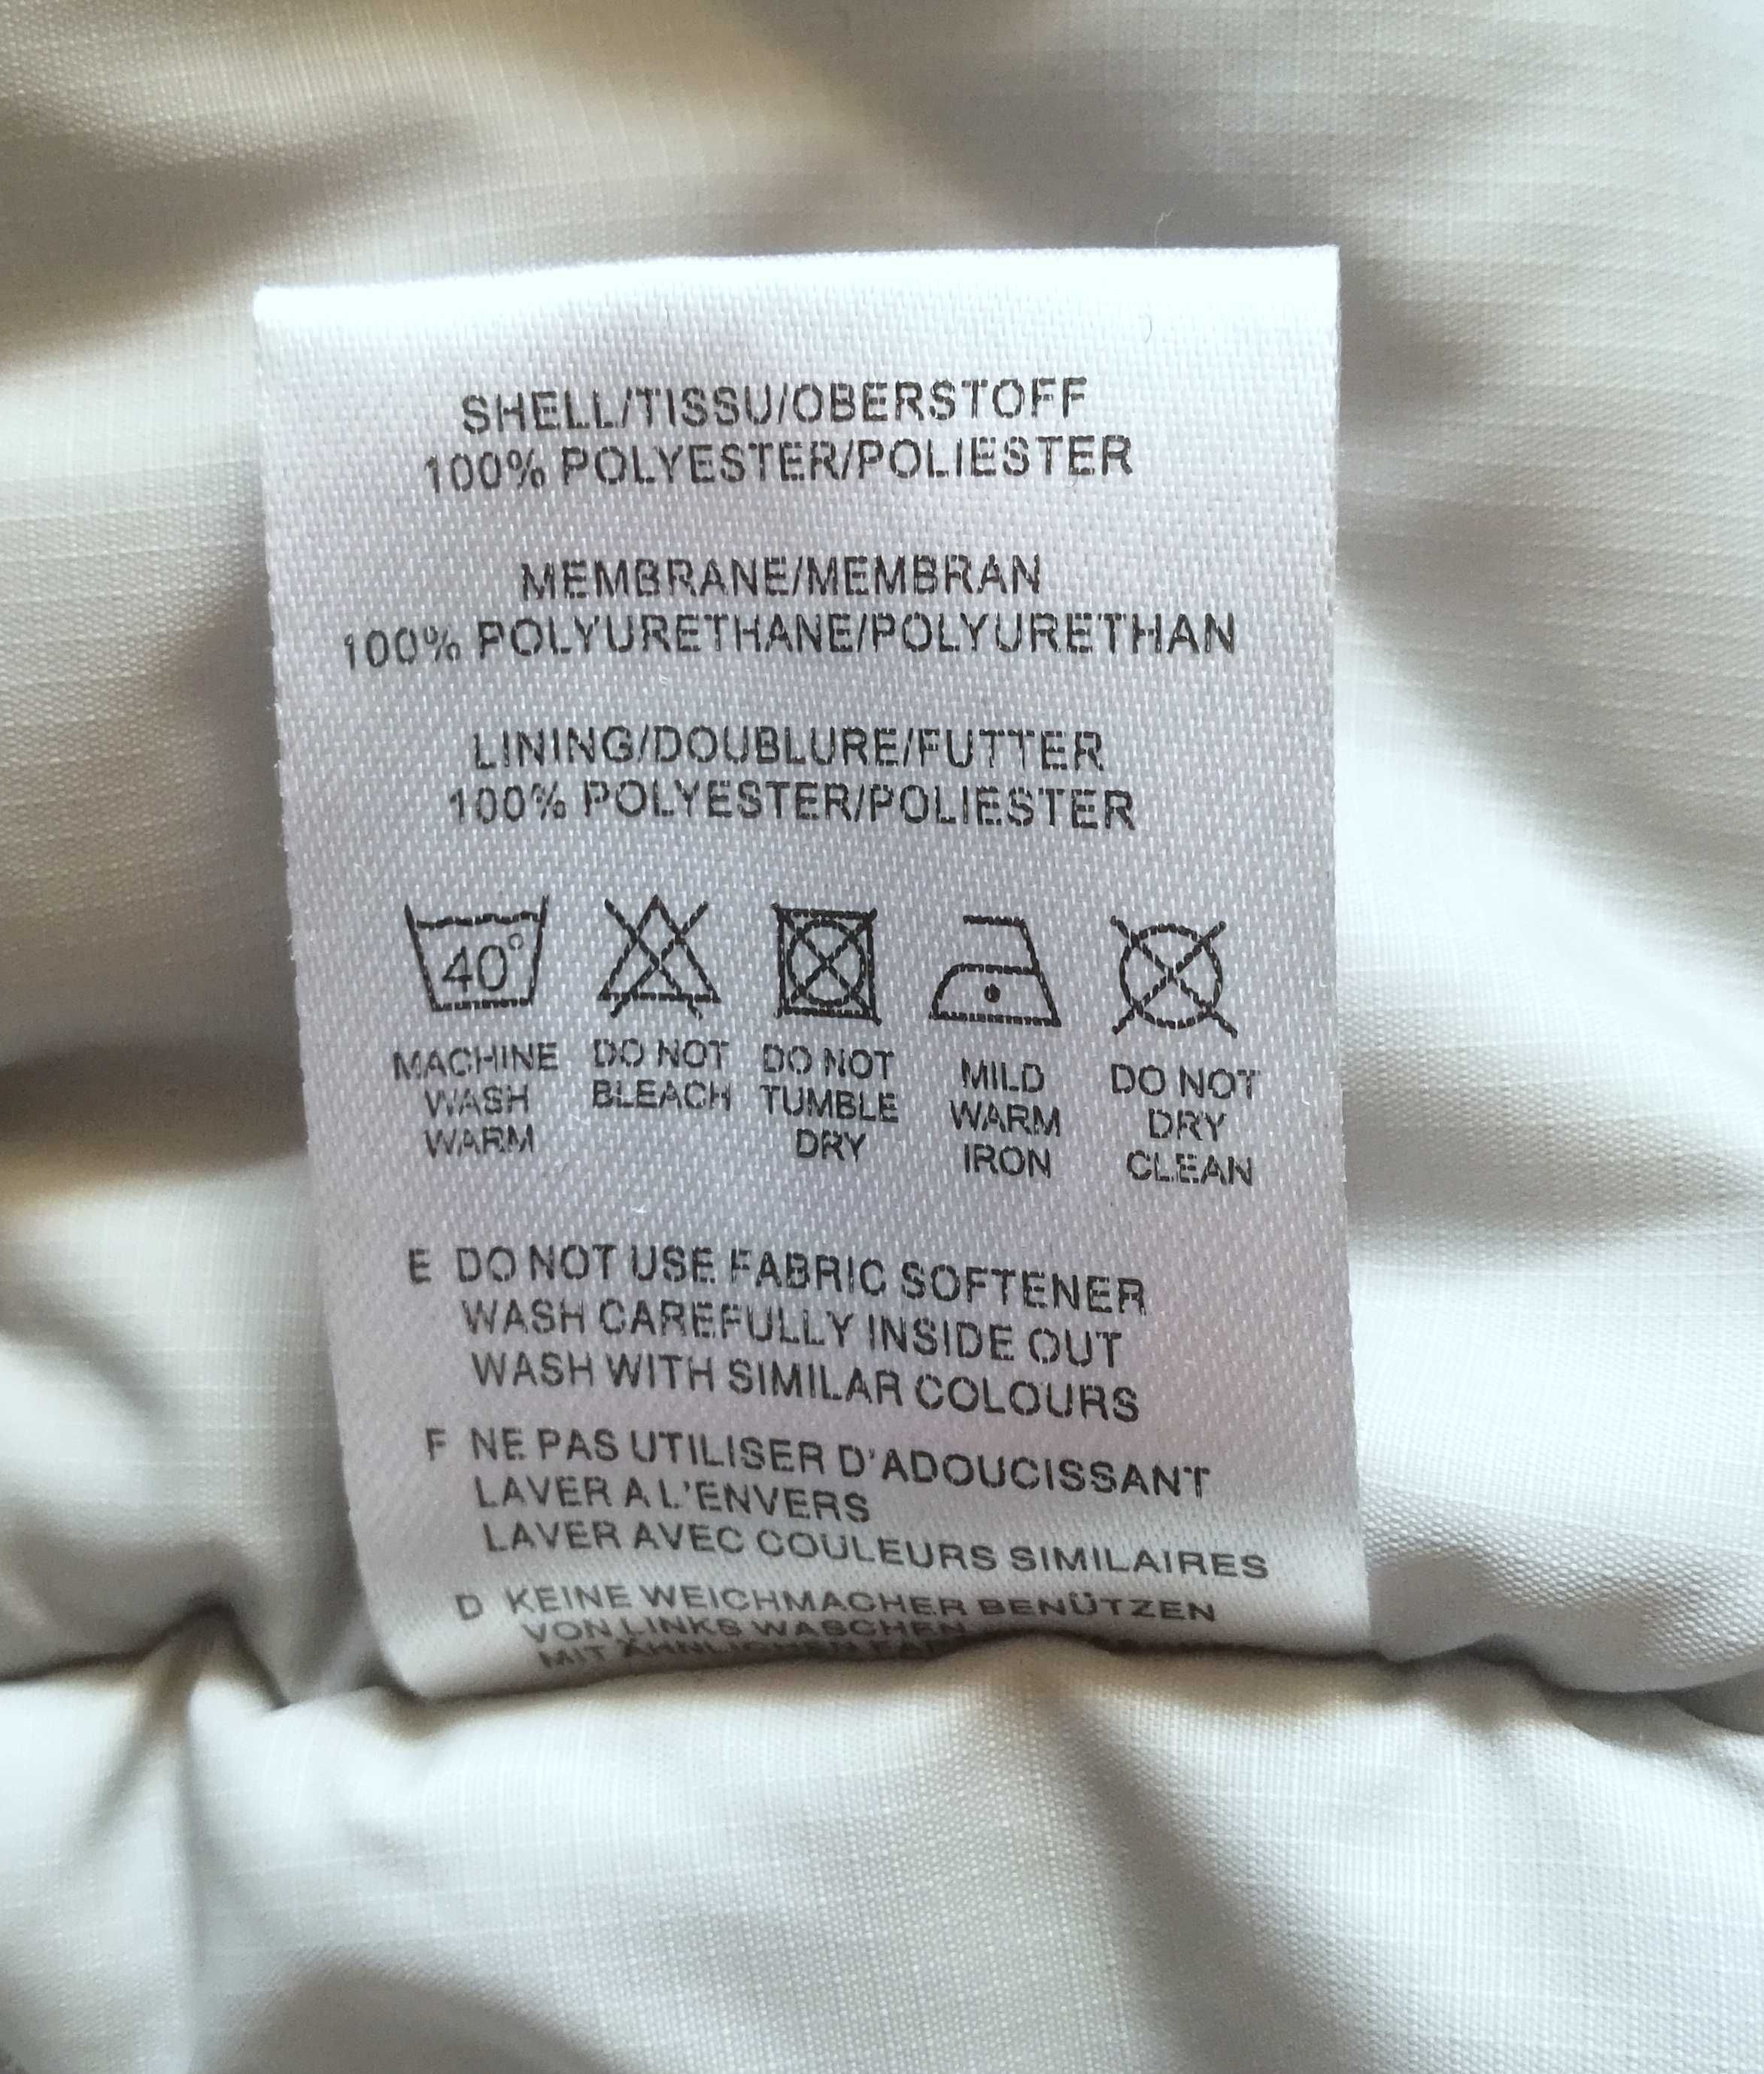 SHELL/TISSU/OBERSTOFF
100% POLYESTER/POLIESTER
MEMBRANE/MEMBRAN
100% POLYURETHANE/POLYURETHAN
LINING/DOUBLURE/FUTTER
100% POLYESTER/POLIESTER
40°
MACHINE WASH WARM
DO NOT BLEACH
DO NOT TUMBLE DRY
MILD WARM IRON
DO NOT DRY CLEAN
E DO NOT USE FABRIC SOFTENER
WASH CAREFULLY INSIDE OUT
WASH WITH SIMILAR COLOURS
F NE PAS UTILISER D'ADOUCISSANT
LAVER A L'ENVERS
LAVER AVEC COULEURS SIMILAIRES
D KEINE WEICHMACHER BENÜTZEN
VON LINKS WASCHEN
MIT ÄHNLICHEN